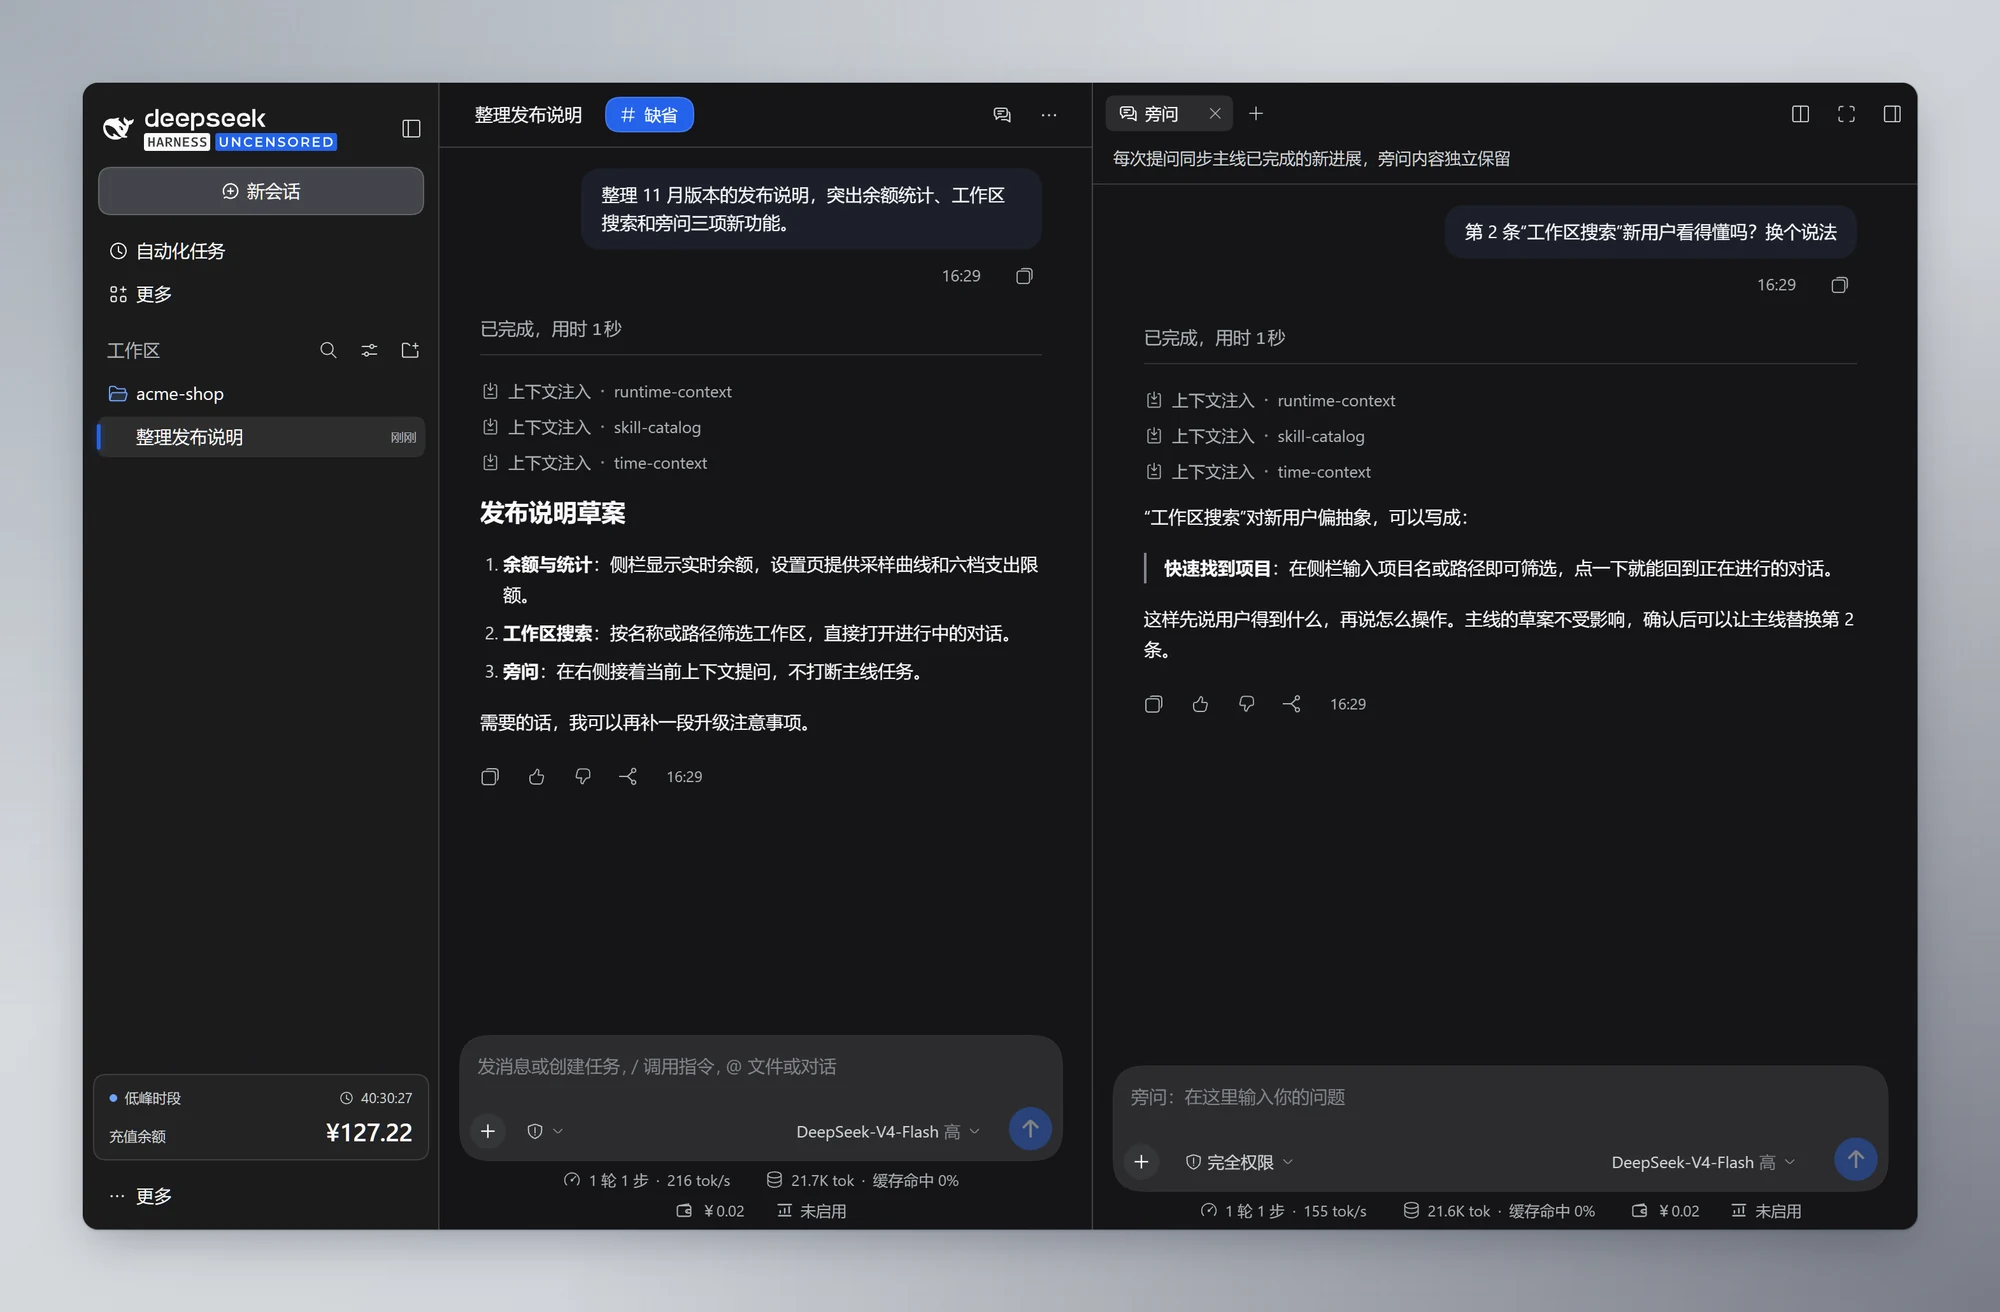 deepseek
HARNESS UNCENSORED
新会话
自动化任务
更多
工作区
acme-shop
整理发布说明 刚刚
低峰时段 40:30:27
充值余额 ¥127.22
更多
整理发布说明 # 缺省
整理 11 月版本的发布说明，突出余额统计、工作区
搜索和旁问三项新功能。
16:29
已完成，用时 1 秒
上下文注入 · runtime-context
上下文注入 · skill-catalog
上下文注入 · time-context
发布说明草案
1. 余额与统计：侧栏显示实时余额，设置页提供采样曲线和六档支出限
额。
2. 工作区搜索：按名称或路径筛选工作区，直接打开进行中的对话。
3. 旁问：在右侧接着当前上下文提问，不打断主线任务。
需要的话，我可以再补一段升级注意事项。
16:29
发消息或创建任务, / 调用指令, @ 文件或对话
DeepSeek-V4-Flash 高
1 轮 1 步 · 216 tok/s 21.7K tok · 缓存命中 0%
¥0.02 未启用
旁问
每次提问同步主线已完成的新进展，旁问内容独立保留
第 2 条“工作区搜索”新用户看得懂吗？换个说法
16:29
已完成，用时 1 秒
上下文注入 · runtime-context
上下文注入 · skill-catalog
上下文注入 · time-context
“工作区搜索”对新用户偏抽象，可以写成：
快速找到项目：在侧栏输入项目名或路径即可筛选，点一下就能回到正在进行的对话。
这样先说用户得到什么，再说怎么操作。主线的草案不受影响，确认后可以让主线替换第 2
条。
16:29
旁问：在这里输入你的问题
完全权限 DeepSeek-V4-Flash 高
1 轮 1 步 · 155 tok/s 21.6K tok · 缓存命中 0% ¥0.02 未启用